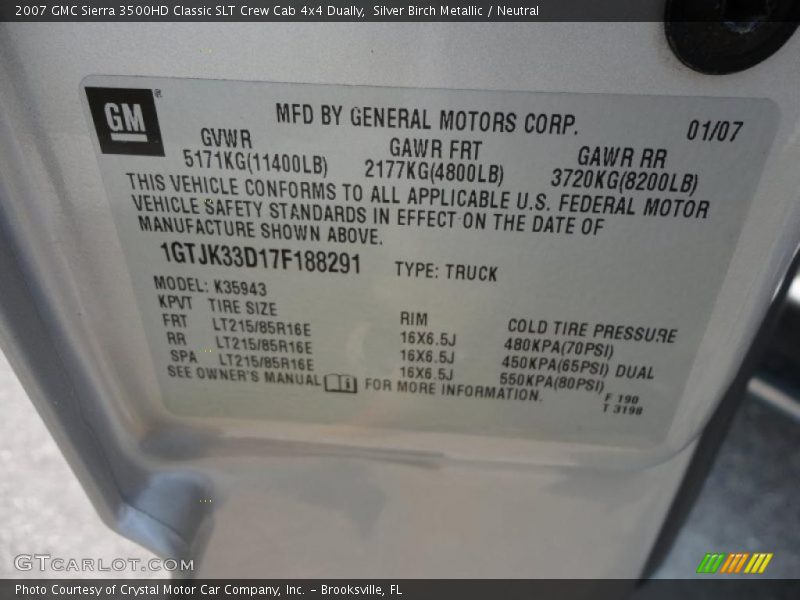 2007 GMC Sierra 3500HD Classic SLT Crew Cab 4x4 Dually, Silver Birch Metallic / Neutral
GM ®
MFD BY GENERAL MOTORS CORP. 01/07
GVWR GAWR FRT GAWR RR
5171KG(11400LB) 2177KG(4800LB) 3720KG(8200LB)
THIS VEHICLE CONFORMS TO ALL APPLICABLE U.S. FEDERAL MOTOR
VEHICLE SAFETY STANDARDS IN EFFECT ON THE DATE OF
MANUFACTURE SHOWN ABOVE.
1GTJK33D17F188291 TYPE: TRUCK
MODEL: K35943
KPVT TIRE SIZE RIM COLD TIRE PRESSURE
FRT LT215/85R16E 16X6.5J 480KPA(70PSI)
RR LT215/85R16E 16X6.5J 450KPA(65PSI) DUAL
SPA LT215/85R16E 16X6.5J 550KPA(80PSI)
SEE OWNER'S MANUAL FOR MORE INFORMATION. F 190
T 3198
GTCARLOT.COM
Photo Courtesy of Crystal Motor Car Company, Inc. – Brooksville, FL